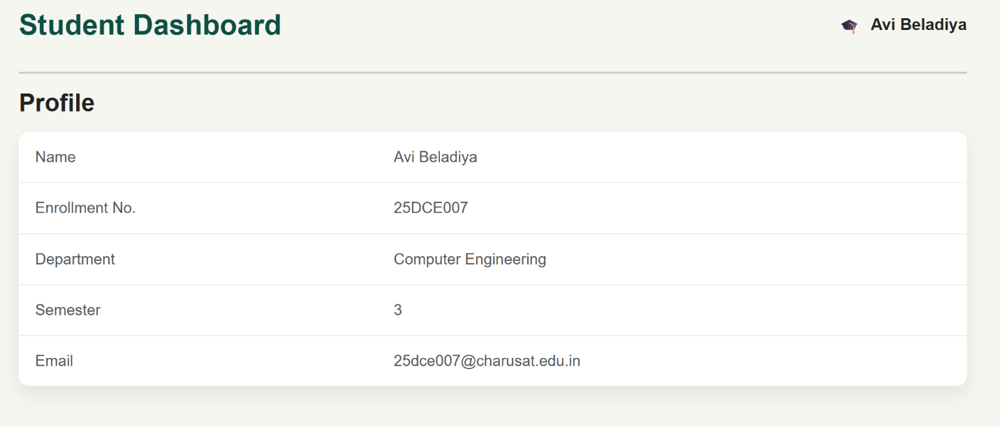 Student Dashboard
🎓 Avi Beladiya
Profile
Name Avi Beladiya
Enrollment No. 25DCE007
Department Computer Engineering
Semester 3
Email 25dce007@charusat.edu.in